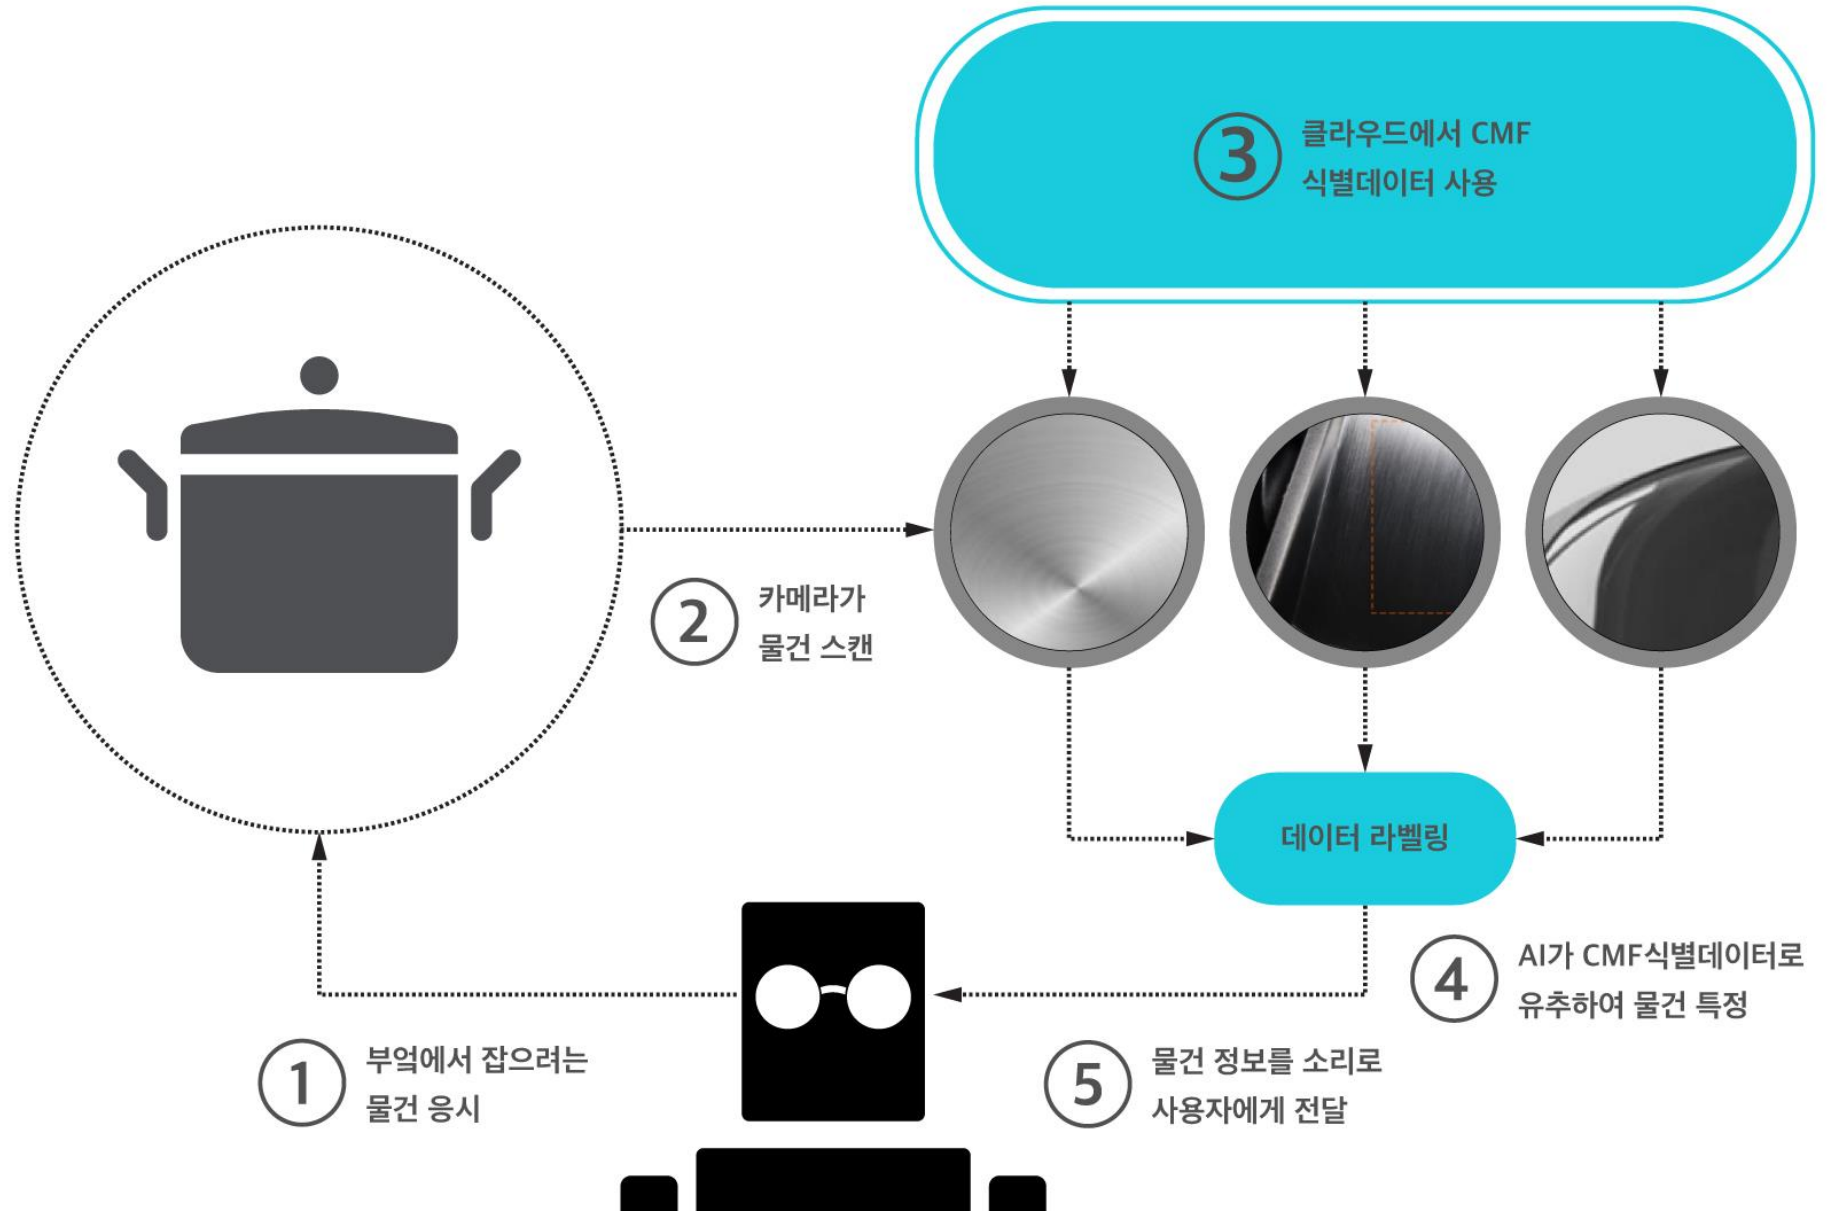 3
클라우드에서 CMF
식별데이터 사용
2
카메라가
물건 스캔
데이터 라벨링
4
AI가 CMF식별데이터로
유추하여 물건 특정
1
부엌에서 잡으려는
물건 응시
5
물건 정보를 소리로
사용자에게 전달